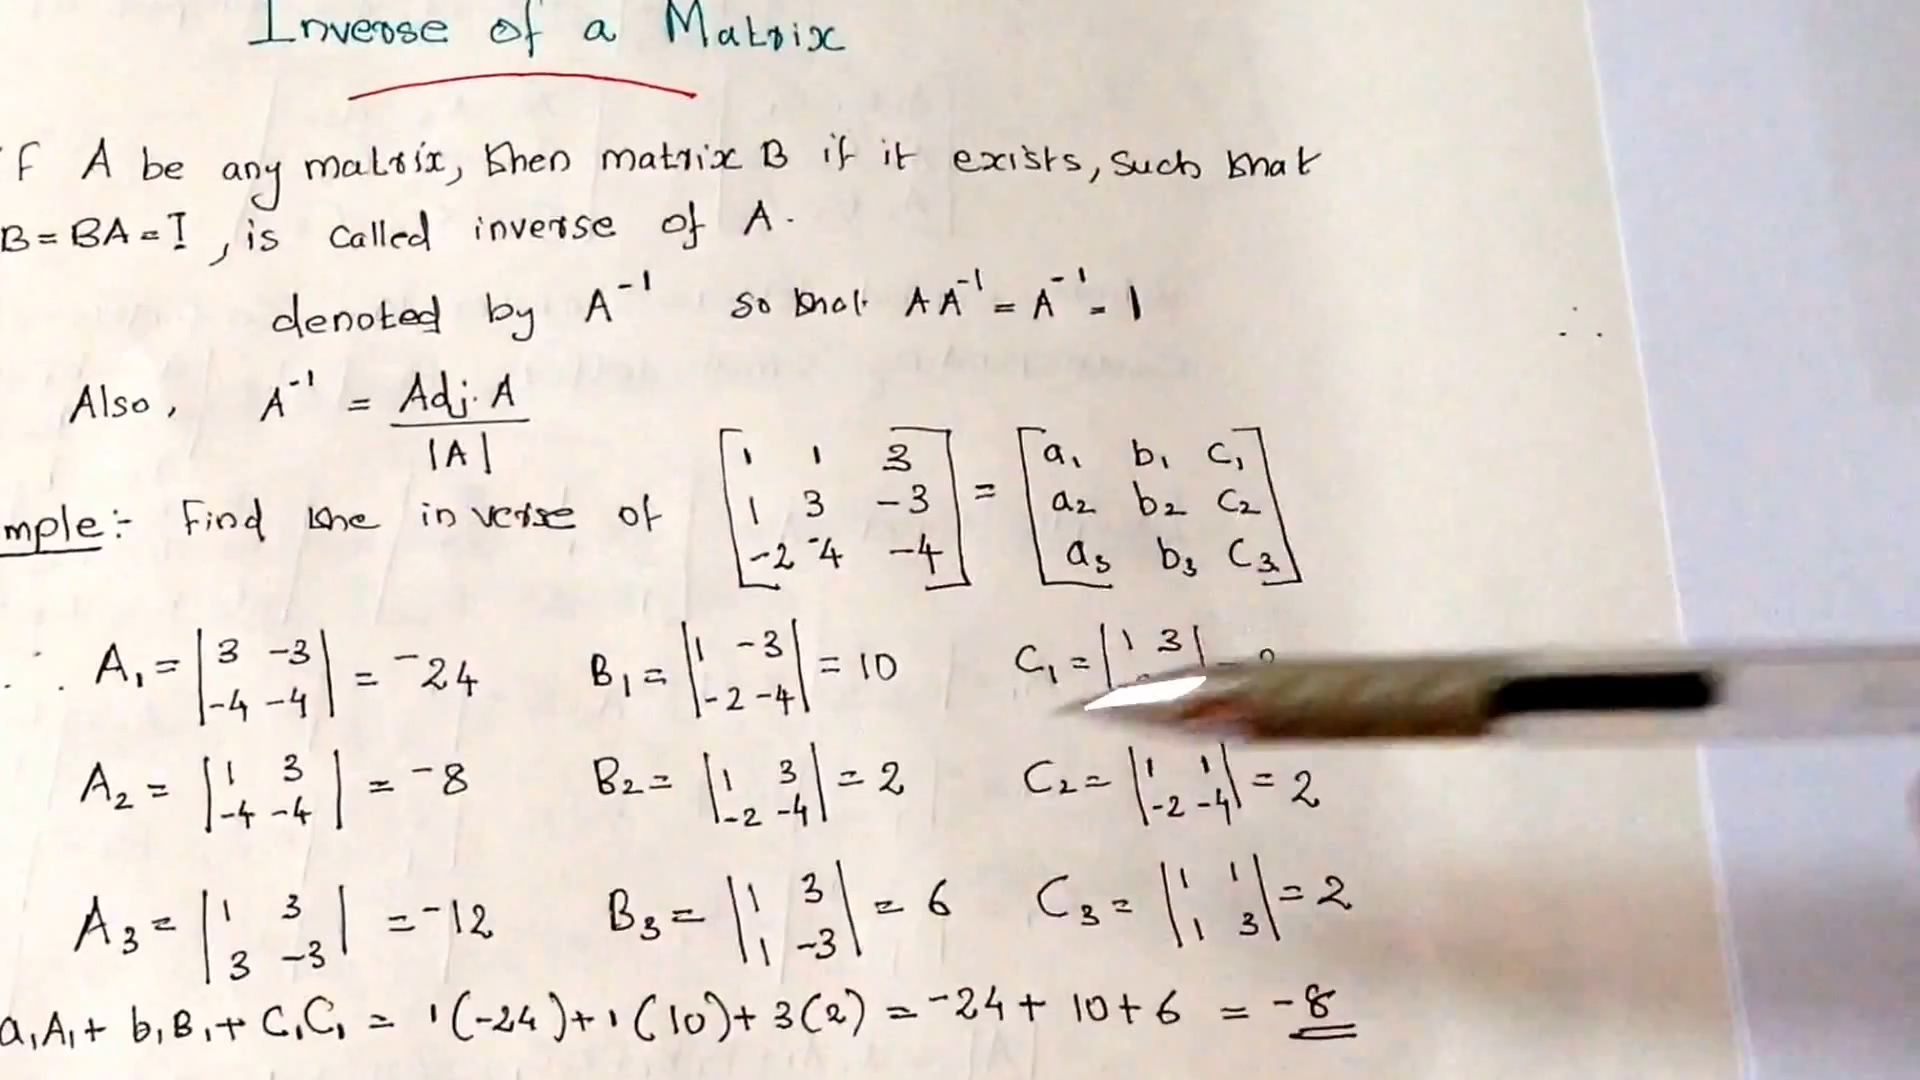 Inverse of a Matrix
f A be any matrix, then matrix B if it exists, such that
B = BA = I, is called inverse of A.
denoted by A⁻¹ so that AA⁻¹ = A⁻¹ = 1
Also, A⁻¹ = Adj. A / |A|
mple:- Find the inverse of [1 1 3; 1 3 -3; -2 -4 -4] = [a₁ b₁ c₁; a₂ b₂ c₂; a₃ b₃ c₃]
∴ A₁ = |3 -3; -4 -4| = -24 B₁ = |1 -3; -2 -4| = 10 C₁ = |1 3
A₂ = |1 3; -4 -4| = -8 B₂ = |1 3; -2 -4| = 2 C₂ = |1 1; -2 -4| = 2
A₃ = |1 3; 3 -3| = -12 B₃ = |1 3; 1 -3| = 6 C₃ = |1 1; 1 3| = 2
a₁A₁ + b₁B₁ + C₁C₁ = 1(-24) + 1(10) + 3(2) = -24 + 10 + 6 = -8